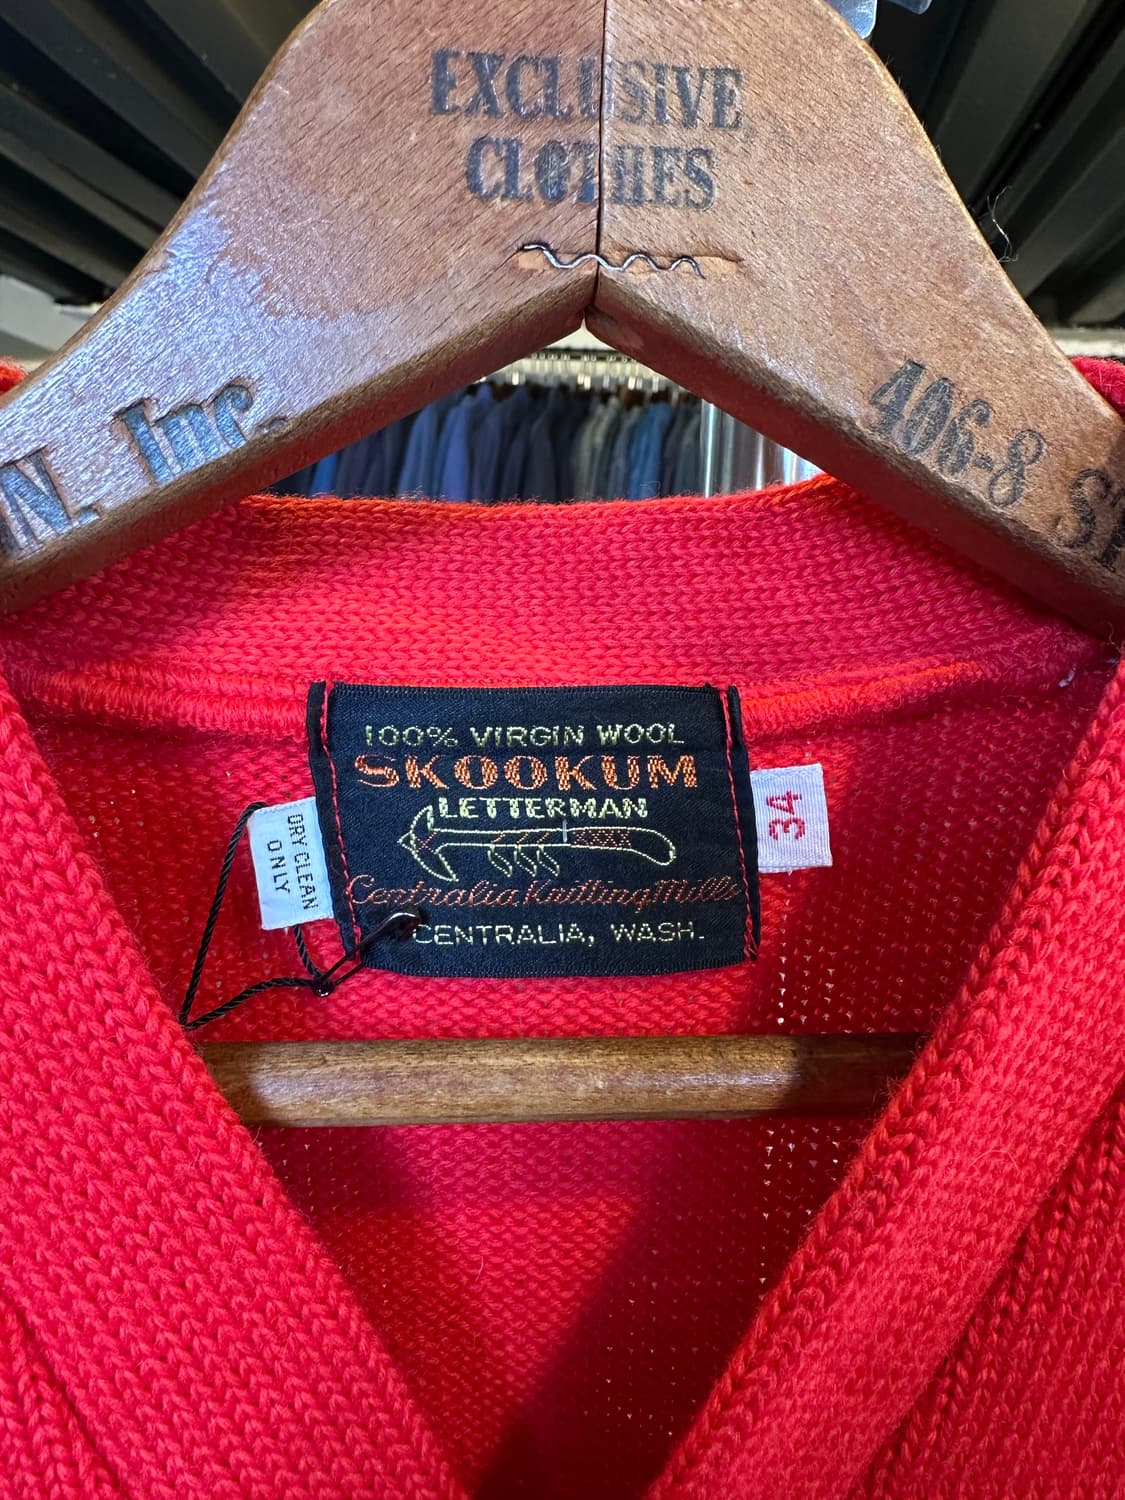 EXCLUSIVE
CLOTHES
N. Inc.
406-8
100% VIRGIN WOOL
SKOOKUM
LETTERMAN
Centralia Knitting Mills
CENTRALIA, WASH.
DRY CLEAN
ONLY
34